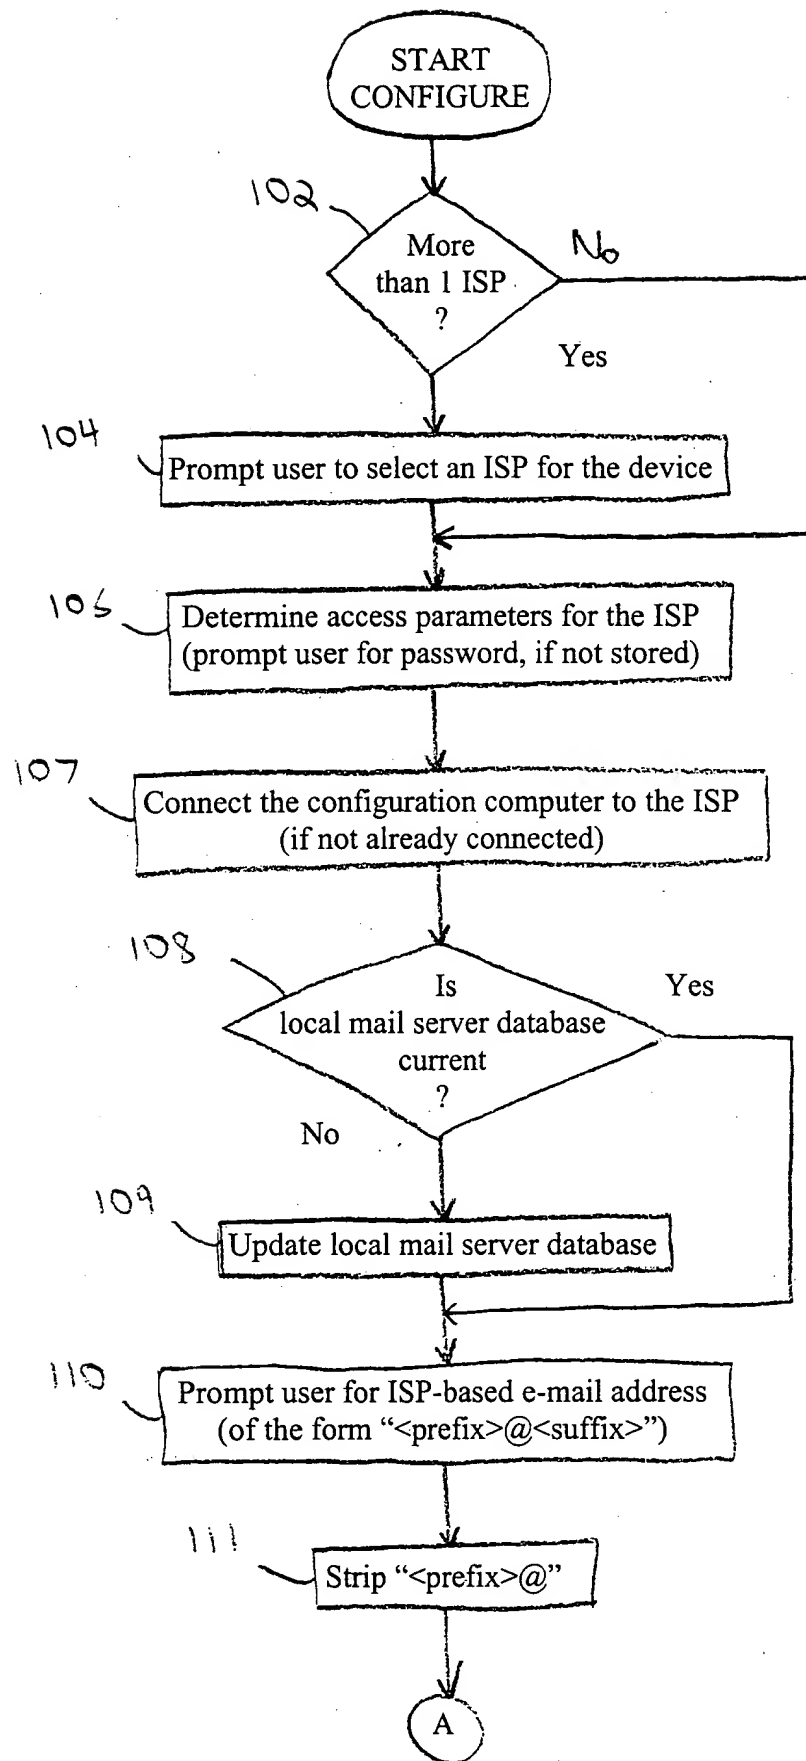 START
CONFIGURE
102
More
than 1 ISP
?
No
Yes
104
Prompt user to select an ISP for the device
106
Determine access parameters for the ISP
(prompt user for password, if not stored)
107
Connect the configuration computer to the ISP
(if not already connected)
108
Is
local mail server database
current
?
Yes
No
109
Update local mail server database
110
Prompt user for ISP-based e-mail address
(of the form “<prefix>@<suffix>”)
111
Strip “<prefix>@”
A